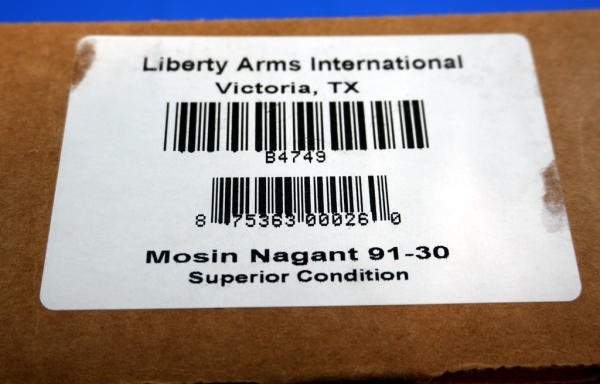 Liberty Arms International
Victoria, TX
B4749
8 75363 00026 0
Mosin Nagant 91-30
Superior Condition